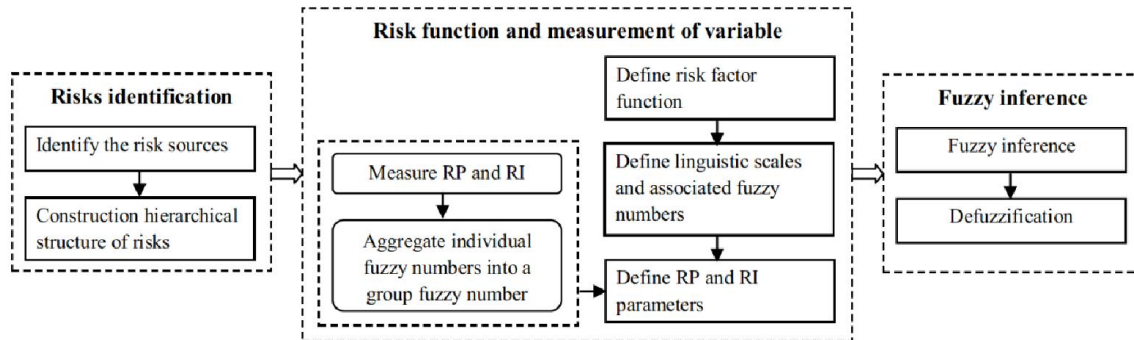 Risks identification
Identify the risk sources
Construction hierarchical
structure of risks
Risk function and measurement of variable
Measure RP and RI
Aggregate individual
fuzzy numbers into a
group fuzzy number
Define risk factor
function
Define linguistic scales
and associated fuzzy
numbers
Define RP and RI
parameters
Fuzzy inference
Fuzzy inference
Defuzzification